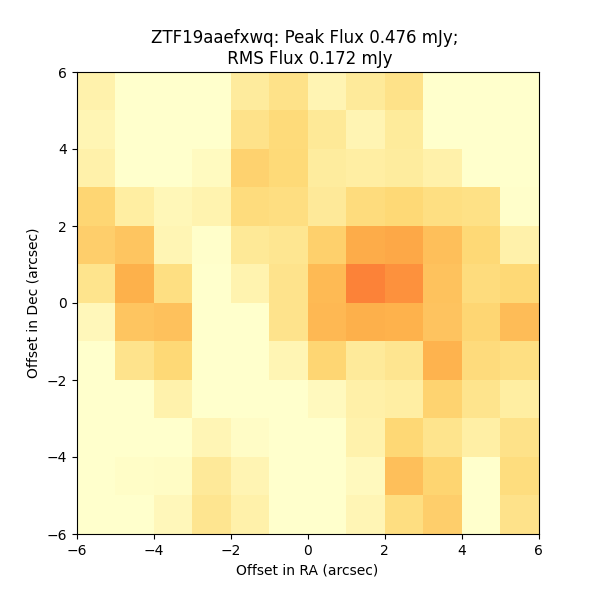 ZTF19aaefxwq: Peak Flux 0.476 mJy;
RMS Flux 0.172 mJy
6
4
2
0
−2
−4
−6
Offset in Dec (arcsec)
−6 −4 −2 0 2 4 6
Offset in RA (arcsec)